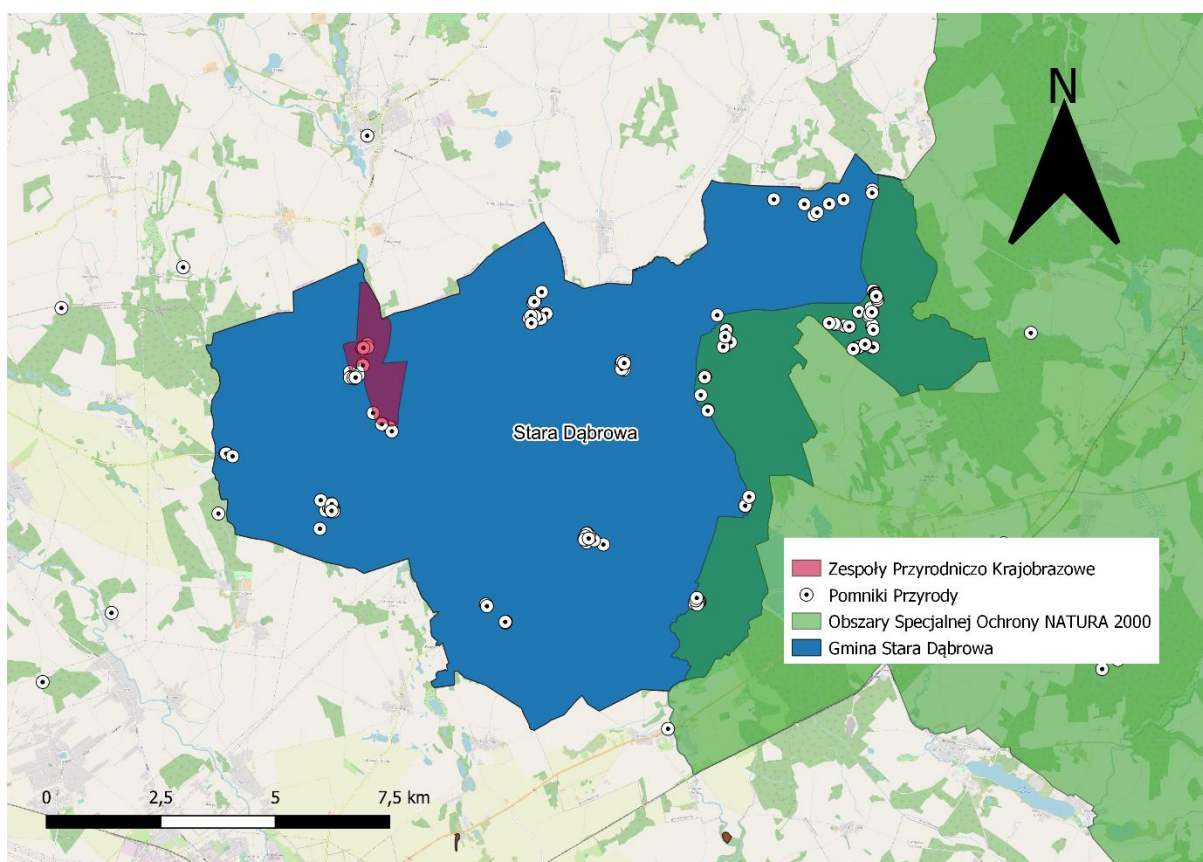 N
Stara Dąbrowa
Zespoły Przyrodniczo Krajobrazowe
Pomniki Przyrody
Obszary Specjalnej Ochrony NATURA 2000
Gmina Stara Dąbrowa
0 2,5 5 7,5 km